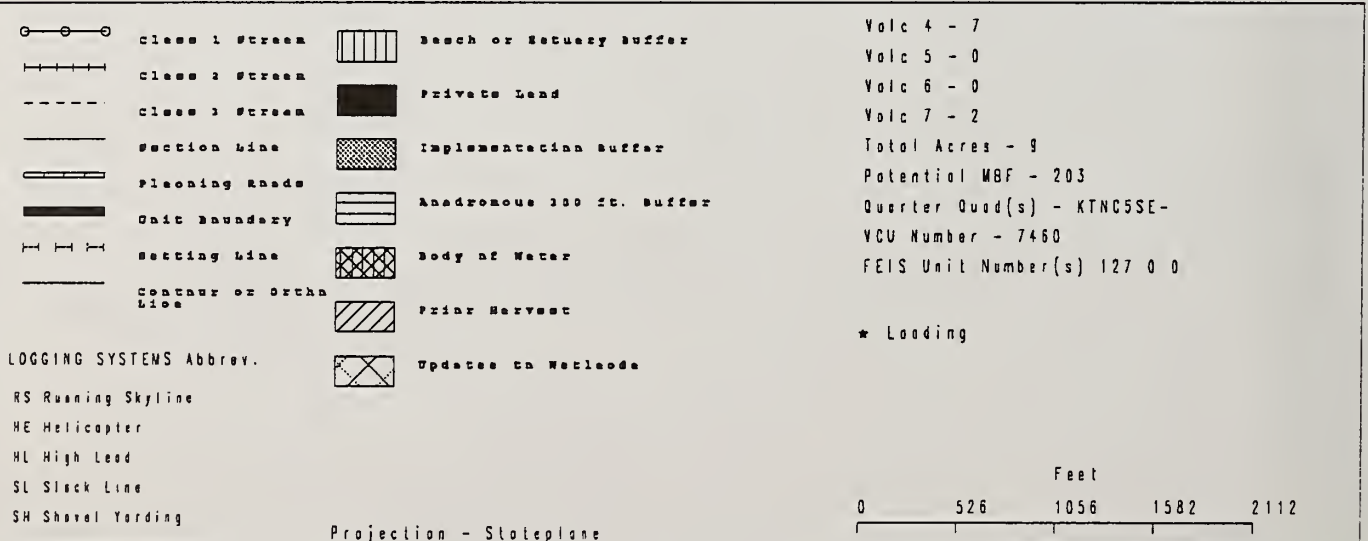 Class 1 Stream
Class 2 Stream
Class 3 Stream
Section Line
Planning Roads
Unit Boundary
Setting Line
Contour or Ortho
Line
LOGGING SYSTEMS Abbrev.
RS Running Skyline
HE Helicopter
HL High Lead
SL Slack Line
SH Shovel Yarding
Beach or Estuary Buffer
Private Land
Implementation Buffer
Anadromous 100 ft. Buffer
Body of Water
Prior Harvest
Updates to Wetlands
Projection - Stateplane
Volc 4 - 7
Volc 5 - 0
Volc 6 - 0
Volc 7 - 2
Total Acres - 9
Potential MBF - 203
Quarter Quad(s) - KTNC5SE-
VCU Number - 7460
FEIS Unit Number(s) 127 0 0
* Loading
Feet
0 526 1056 1582 2112